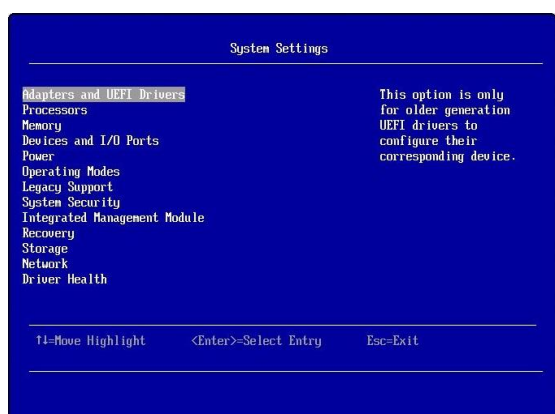 System Settings
Adapters and UEFI Drivers
Processors
Memory
Devices and I/O Ports
Power
Operating Modes
Legacy Support
System Security
Integrated Management Module
Recovery
Storage
Network
Driver Health
This option is only
for older generation
UEFI drivers to
configure their
corresponding device.
↑↓=Move Highlight <Enter>=Select Entry Esc=Exit